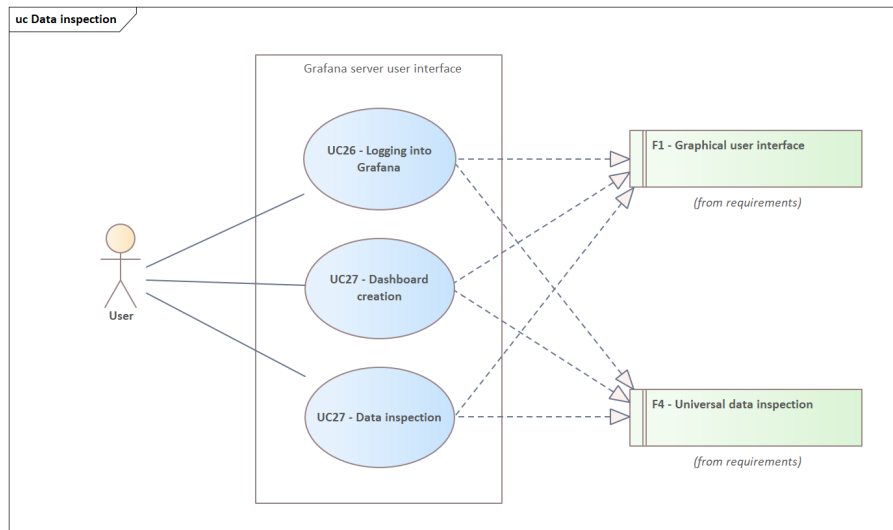 uc Data inspection
Grafana server user interface
UC26 - Logging into
Grafana
F1 - Graphical user interface
(from requirements)
User
UC27 - Dashboard
creation
UC27 - Data inspection
F4 - Universal data inspection
(from requirements)